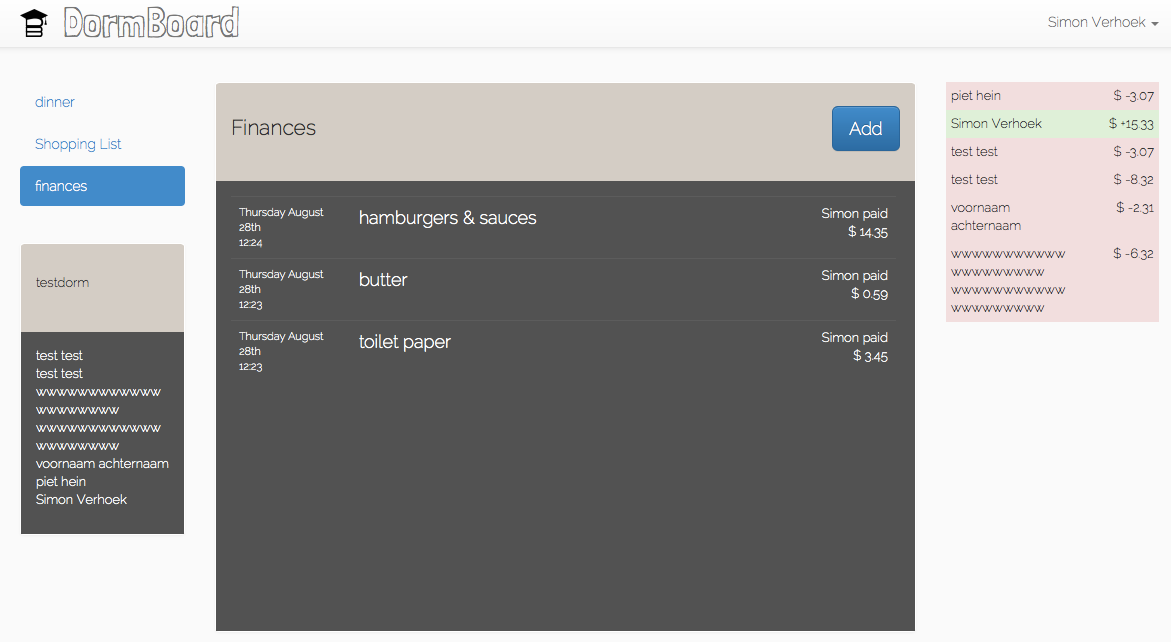 DormBoard
Simon Verhoek
dinner
Shopping List
finances
testdorm
test test
test test
wwwwwwwwwwww
wwwwwwww
wwwwwwwwwwww
wwwwwwww
voornaam achternaam
piet hein
Simon Verhoek
Finances
Add
Thursday August
28th
12:24
hamburgers & sauces
Simon paid
$ 14.35
Thursday August
28th
12:23
butter
Simon paid
$ 0.59
Thursday August
28th
12:23
toilet paper
Simon paid
$ 3.45
piet hein $ -3.07
Simon Verhoek $ +15.33
test test $ -3.07
test test $ -8.32
voornaam $ -2.31
achternaam
wwwwwwwwwww $ -6.32
wwwwwwwww
wwwwwwwwwww
wwwwwwwww